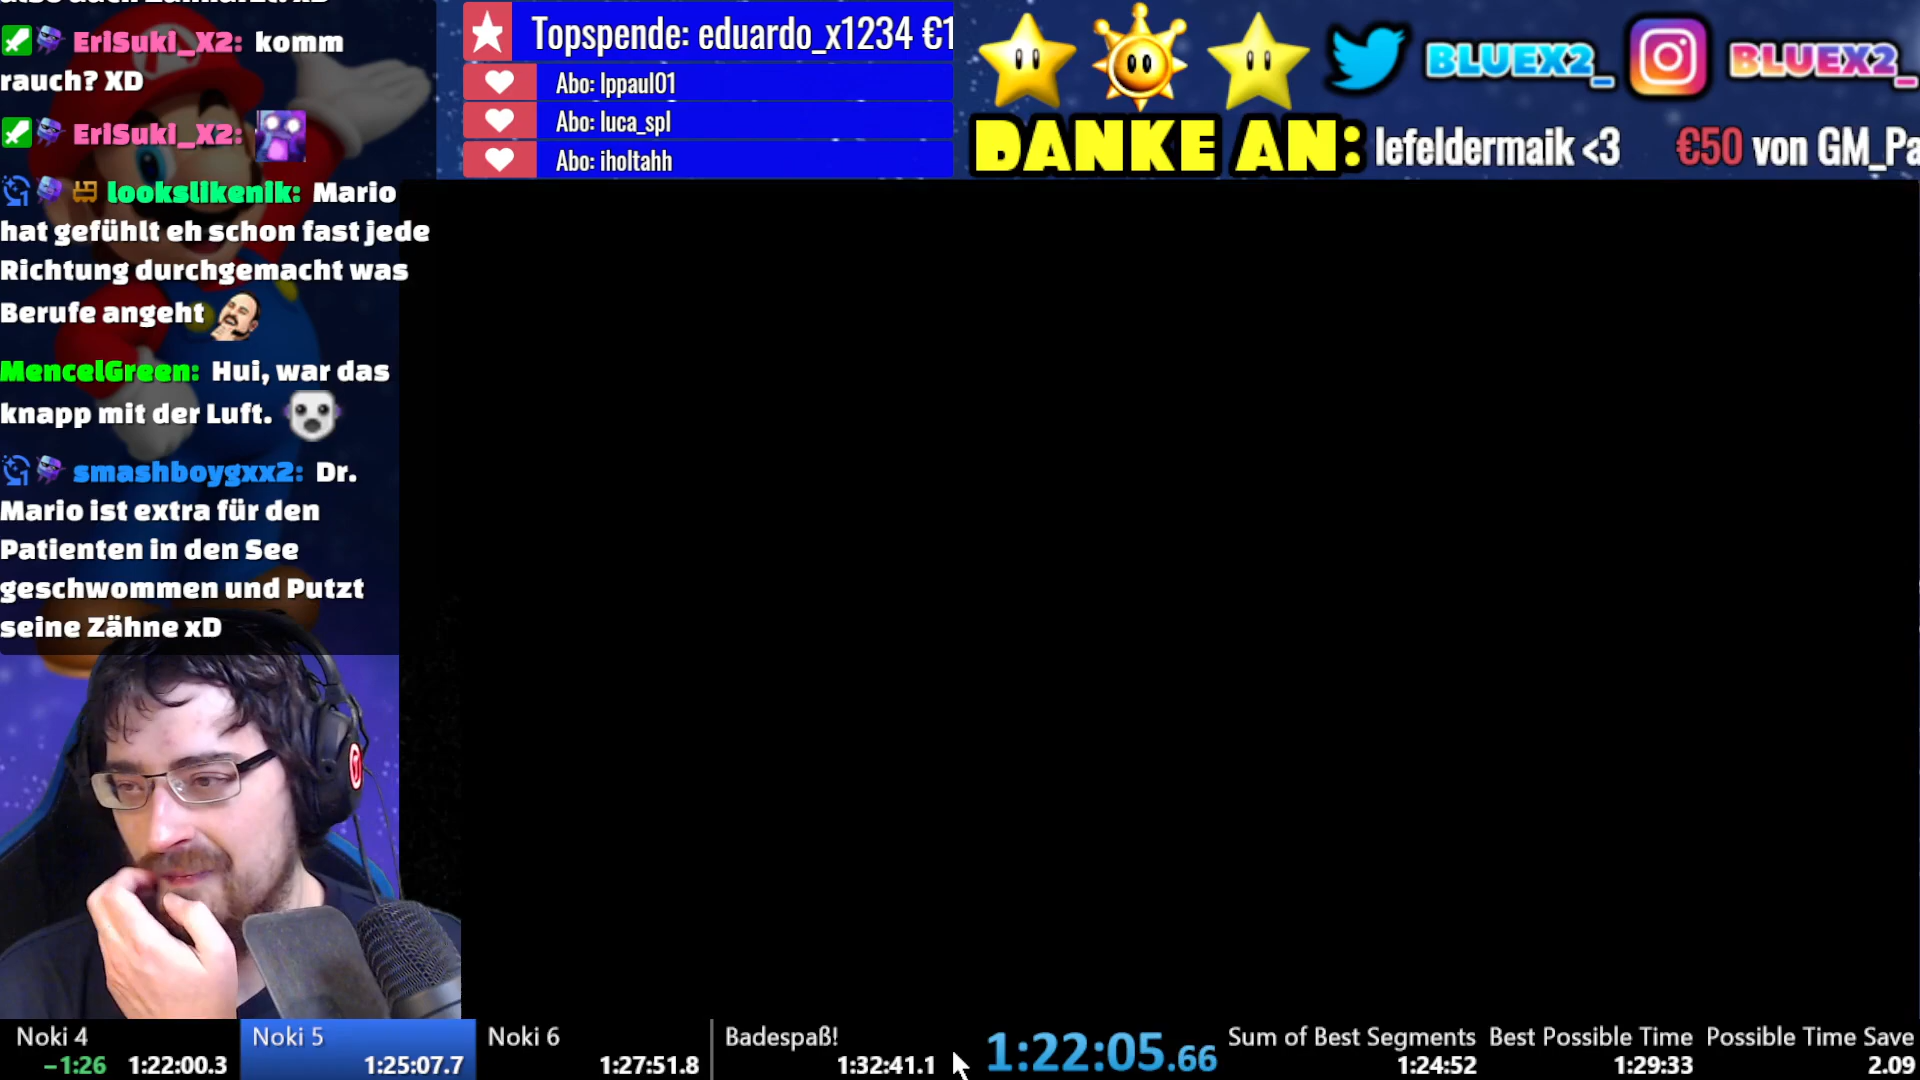 EriSuki_X2: komm
rauch? XD
EriSuki_X2:
lookslikenik: Mario
hat gefühlt eh schon fast jede
Richtung durchgemacht was
Berufe angeht
MencelGreen: Hui, war das
knapp mit der Luft.
smashboygxx2: Dr.
Mario ist extra für den
Patienten in den See
geschwommen und Putzt
seine Zähne xD
Topspende: eduardo_x1234 €1
Abo: lppaul01
Abo: luca_spl
Abo: iholtahh
BLUEX2_
BLUEX2_
DANKE AN: lefeldermaik <3 €50 von GM_Pa
Noki 4
−1:26 1:22:00.3
Noki 5
1:25:07.7
Noki 6
1:27:51.8
Badespaß!
1:32:41.1
1:22:05.66
Sum of Best Segments
1:24:52
Best Possible Time
1:29:33
Possible Time Save
2.09